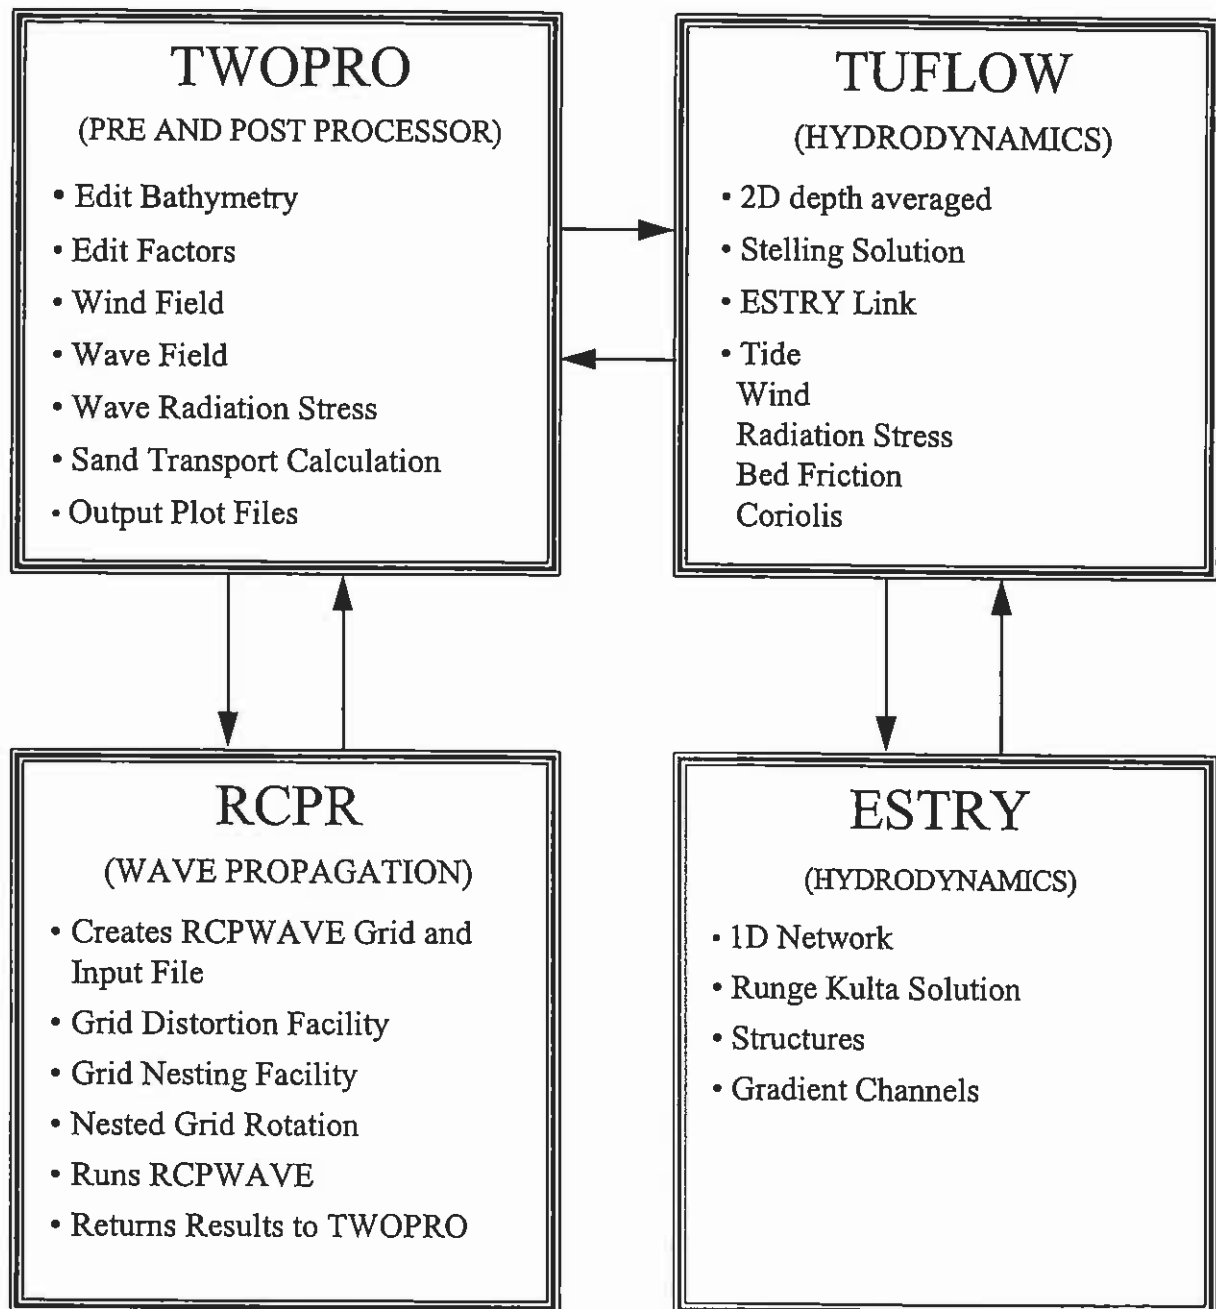 TWOPRO
(PRE AND POST PROCESSOR)
• Edit Bathymetry
• Edit Factors
• Wind Field
• Wave Field
• Wave Radiation Stress
• Sand Transport Calculation
• Output Plot Files
TUFLOW
(HYDRODYNAMICS)
• 2D depth averaged
• Stelling Solution
• ESTRY Link
• Tide
Wind
Radiation Stress
Bed Friction
Coriolis
RCPR
(WAVE PROPAGATION)
• Creates RCPWAVE Grid and
Input File
• Grid Distortion Facility
• Grid Nesting Facility
• Nested Grid Rotation
• Runs RCPWAVE
• Returns Results to TWOPRO
ESTRY
(HYDRODYNAMICS)
• 1D Network
• Runge Kulta Solution
• Structures
• Gradient Channels